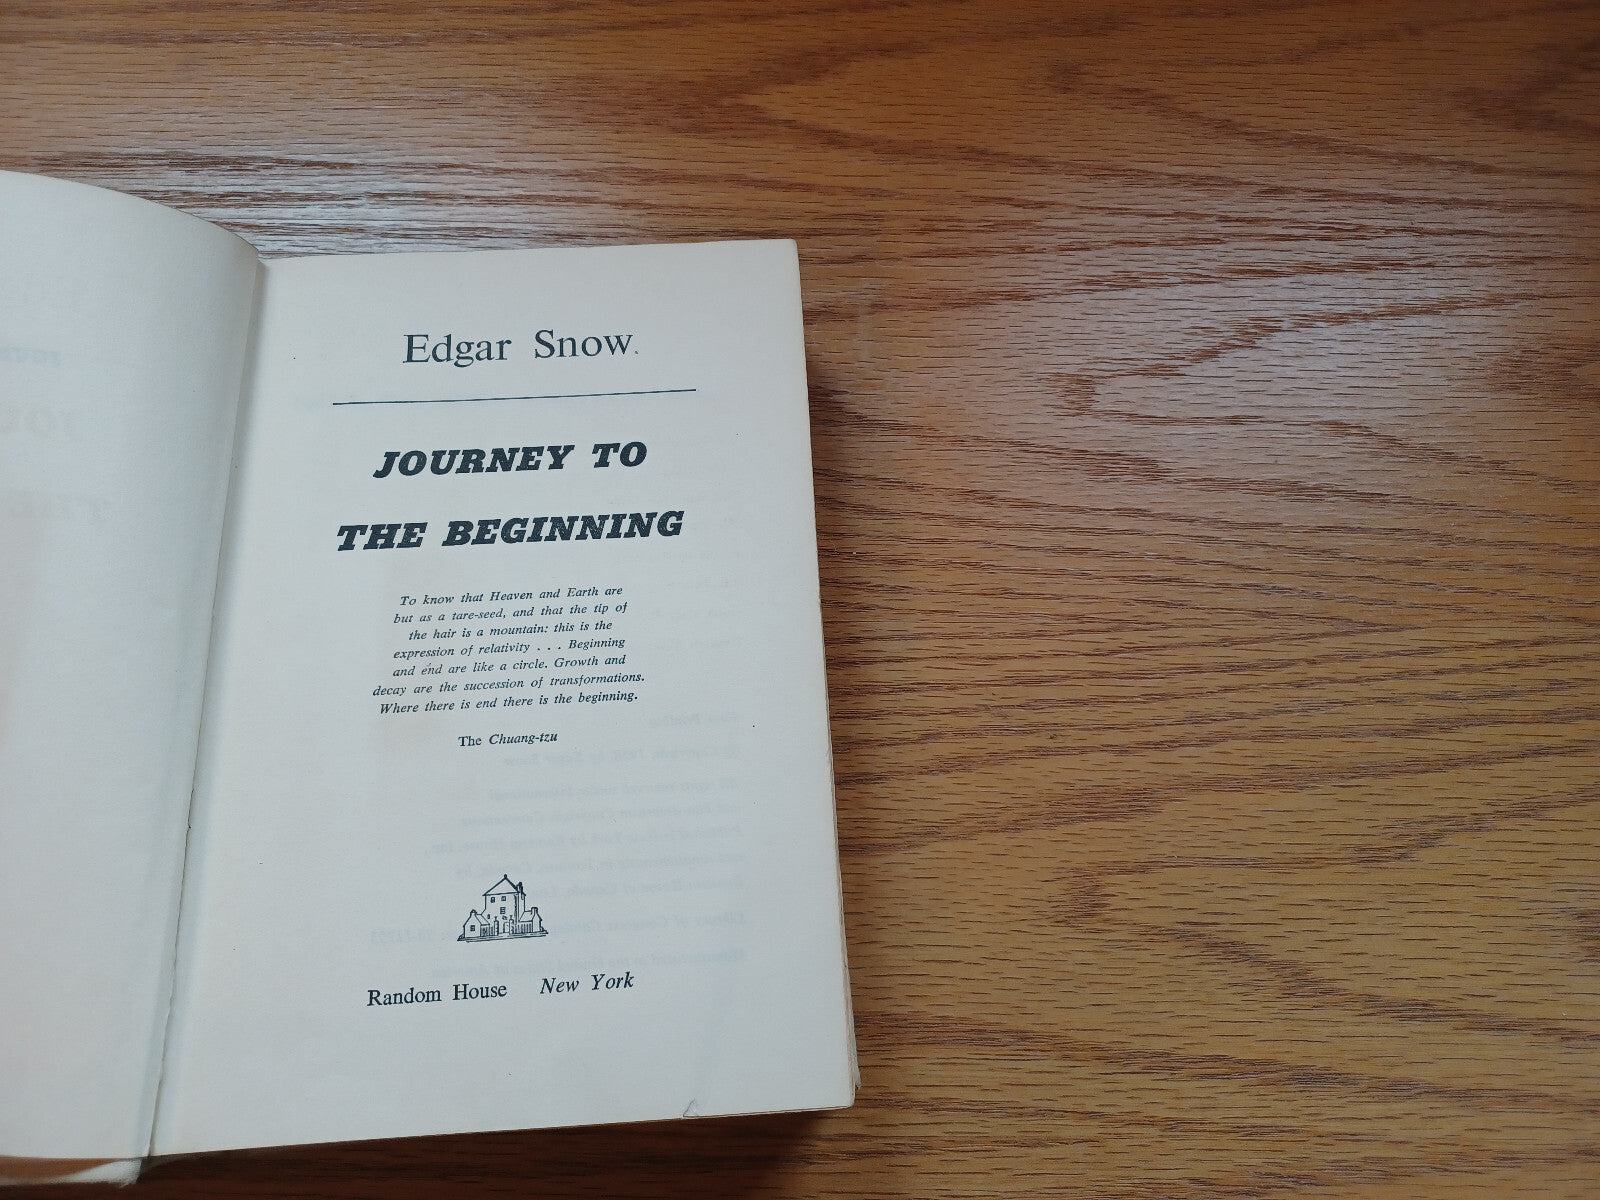 Edgar Snow
JOURNEY TO
THE BEGINNING
To know that Heaven and Earth are
but as a tare-seed, and that the tip of
the hair is a mountain: this is the
expression of relativity . . . Beginning
and end are like a circle. Growth and
decay are the succession of transformations.
Where there is end there is the beginning.
The Chuang-tzu
Random House New York